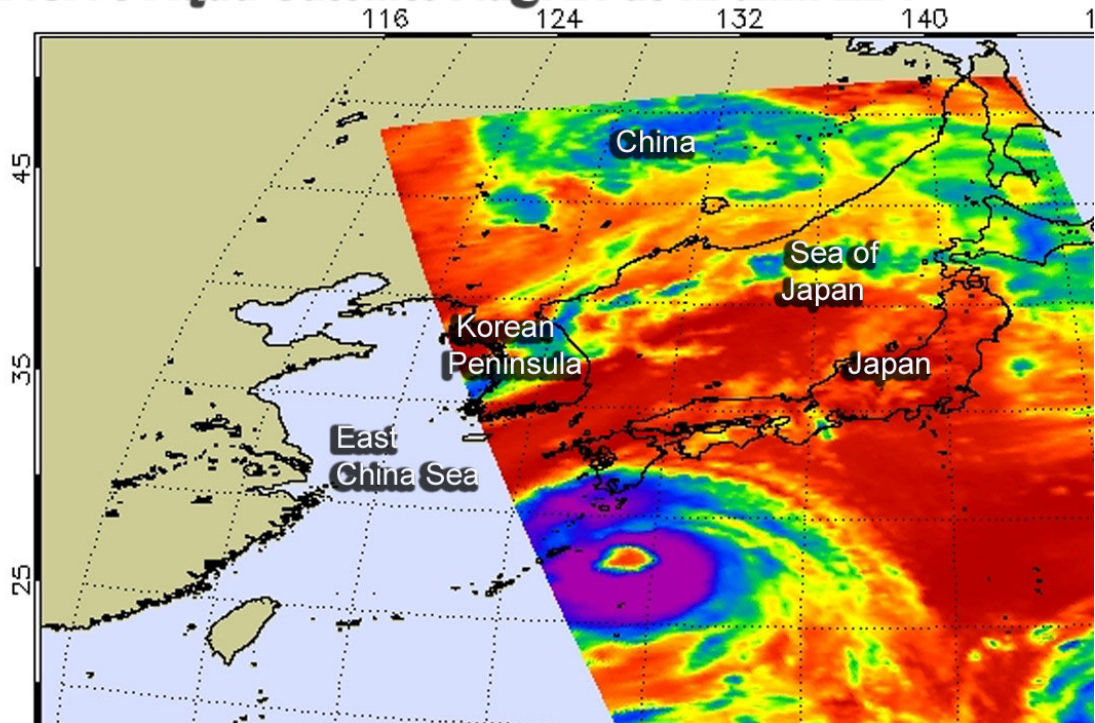 116 124 132 140
45
China
Sea of
Japan
Korean
Peninsula
Japan
35
East
China Sea
25